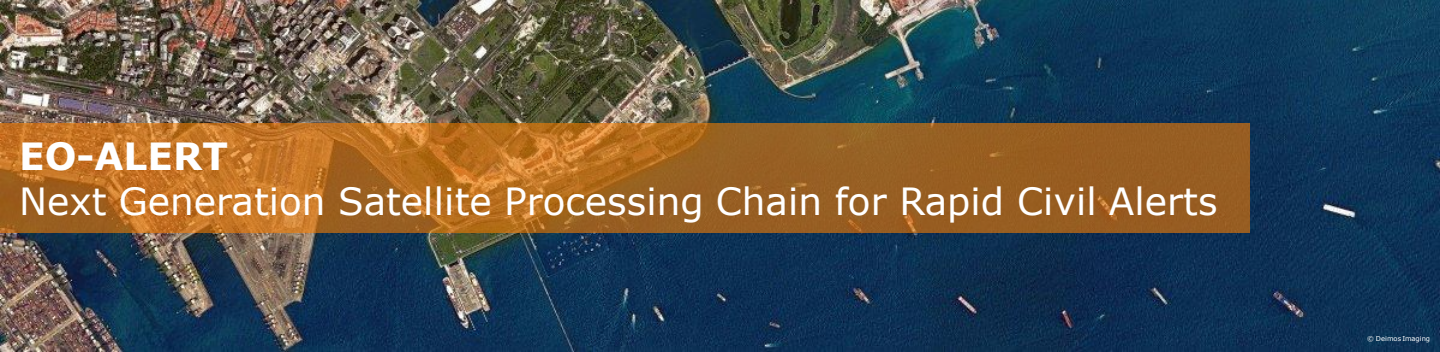 EO-ALERT
Next Generation Satellite Processing Chain for Rapid Civil Alerts
© Deimos Imaging